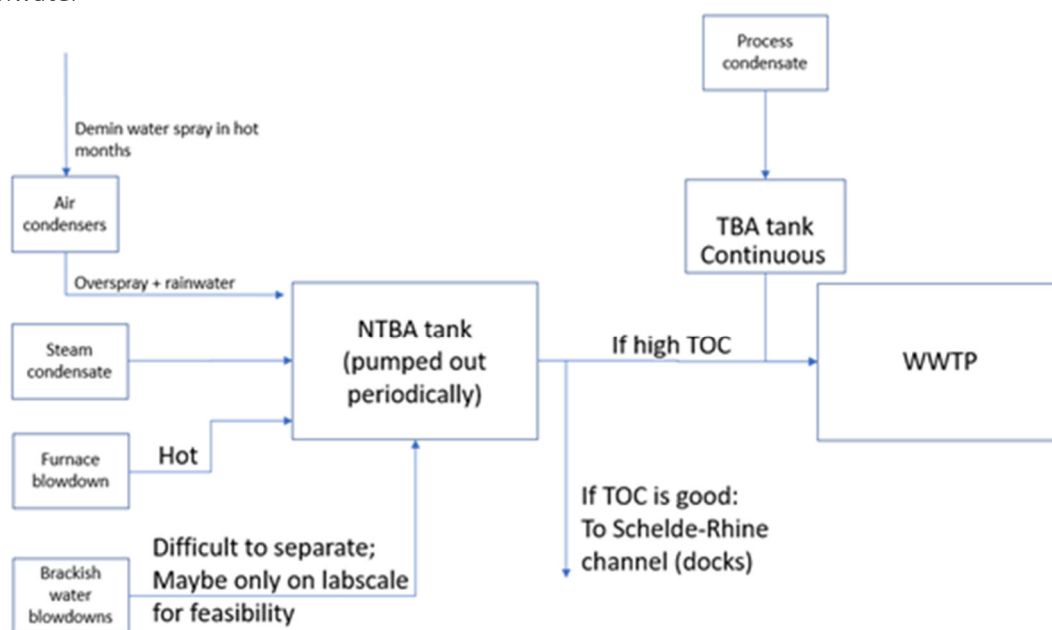 Process
condensate
Demin water spray in hot
months
Air
condensers
TBA tank
Continuous
Overspray + rainwater
NTBA tank
(pumped out
periodically)
If high TOC
WWTP
Steam
condensate
Hot
Furnace
blowdown
If TOC is good:
To Schelde-Rhine
channel (docks)
Difficult to separate;
Maybe only on labscale
for feasibility
Brackish
water
blowdowns